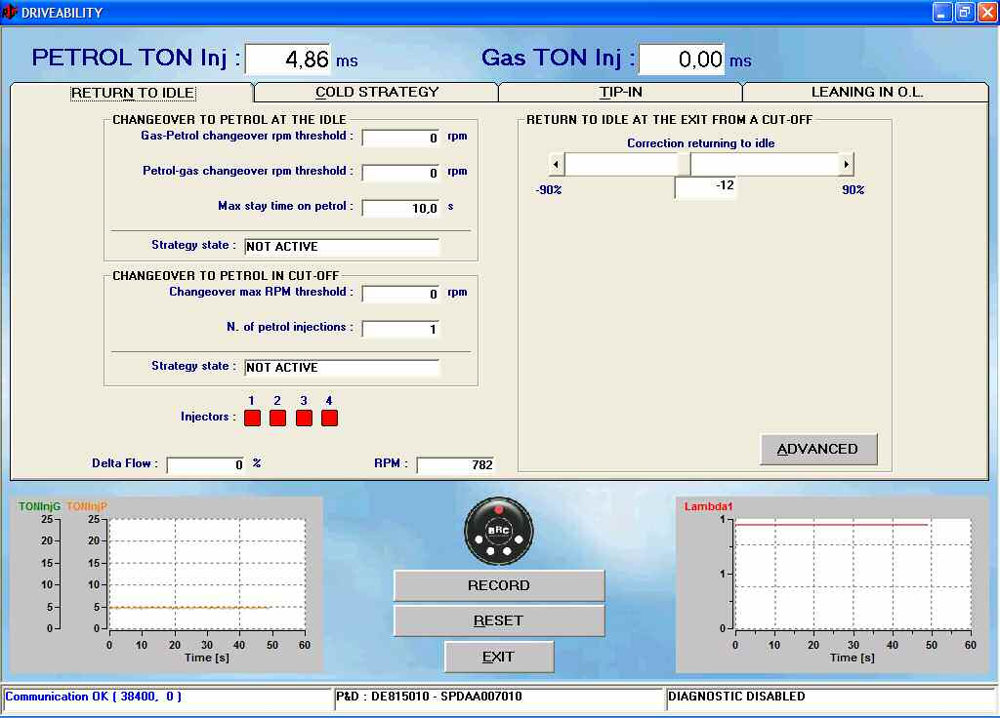 DRIVEABILITY
PETROL TON Inj : 4,86 ms Gas TON Inj : 0,00 ms
RETURN TO IDLE COLD STRATEGY TIP-IN LEANING IN O.L.
CHANGEOVER TO PETROL AT THE IDLE
Gas-Petrol changeover rpm threshold : 0 rpm
Petrol-gas changeover rpm threshold : 0 rpm
Max stay time on petrol : 10,0 s
Strategy state : NOT ACTIVE
CHANGEOVER TO PETROL IN CUT-OFF
Changeover max RPM threshold : 0 rpm
N. of petrol injections : 1
Strategy state : NOT ACTIVE
1 2 3 4
Injectors :
Delta Flow : 0 % RPM : 782
RETURN TO IDLE AT THE EXIT FROM A CUT-OFF
Correction returning to idle
-90% -12 90%
ADVANCED
TONInjG TONInjP
25 25
20 20
15 15
10 10
5 5
0 0
0 10 20 30 40 50 60
Time [s]
BRC
RECORD
RESET
EXIT
Lambda1
1
1
0
0 10 20 30 40 50 60
Time [s]
Communication OK ( 38400, 0 ) P&D : DE815010 - SPDAA007010 DIAGNOSTIC DISABLED